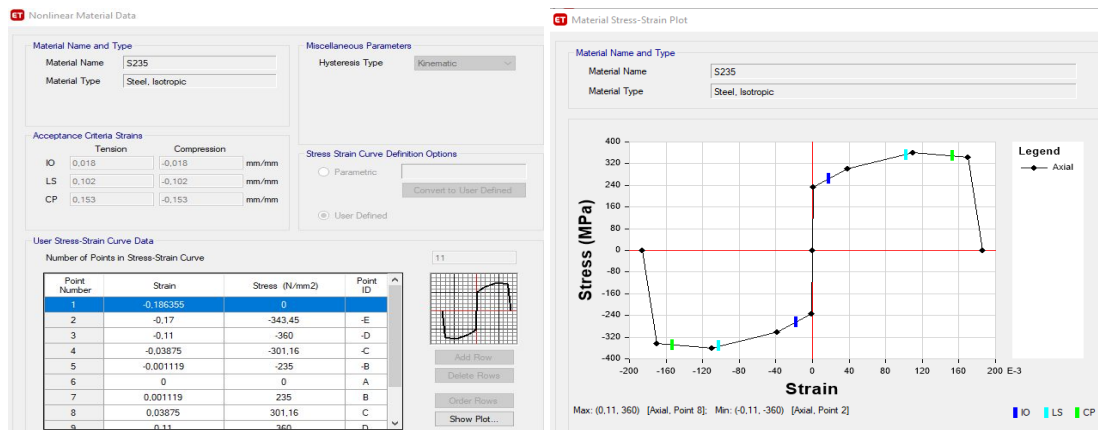 ET Nonlinear Material Data
Material Name and Type
Material Name S235
Material Type Steel, Isotropic
Miscellaneous Parameters
Hysteresis Type Kinematic
Acceptance Criteria Strains
Tension Compression
IO 0,018 -0,018 mm/mm
LS 0,102 -0,102 mm/mm
CP 0,153 -0,153 mm/mm
Stress Strain Curve Definition Options
Parametric
Convert to User Defined
User Defined
User Stress-Strain Curve Data
Number of Points in Stress-Strain Curve 11
Point Number Strain Stress (N/mm2) Point ID
1 -0,186355 0
2 -0,17 -343,45 -E
3 -0,11 -360 -D
4 -0,03875 -301,16 -C
5 -0,001119 -235 -B
6 0 0 A
7 0,001119 235 B
8 0,03875 301,16 C
9 0,11 360 D
Add Row
Delete Rows
Order Rows
Show Plot...
ET Material Stress-Strain Plot
Material Name and Type
Material Name S235
Material Type Steel, Isotropic
Stress (MPa)
400
320
240
160
80
0
-80
-160
-240
-320
-400
-200 -160 -120 -80 -40 0 40 80 120 160 200 E-3
Strain
Legend
Axial
Max: (0,11, 360) [Axial, Point 8]; Min: (-0,11, -360) [Axial, Point 2]
IO LS CP